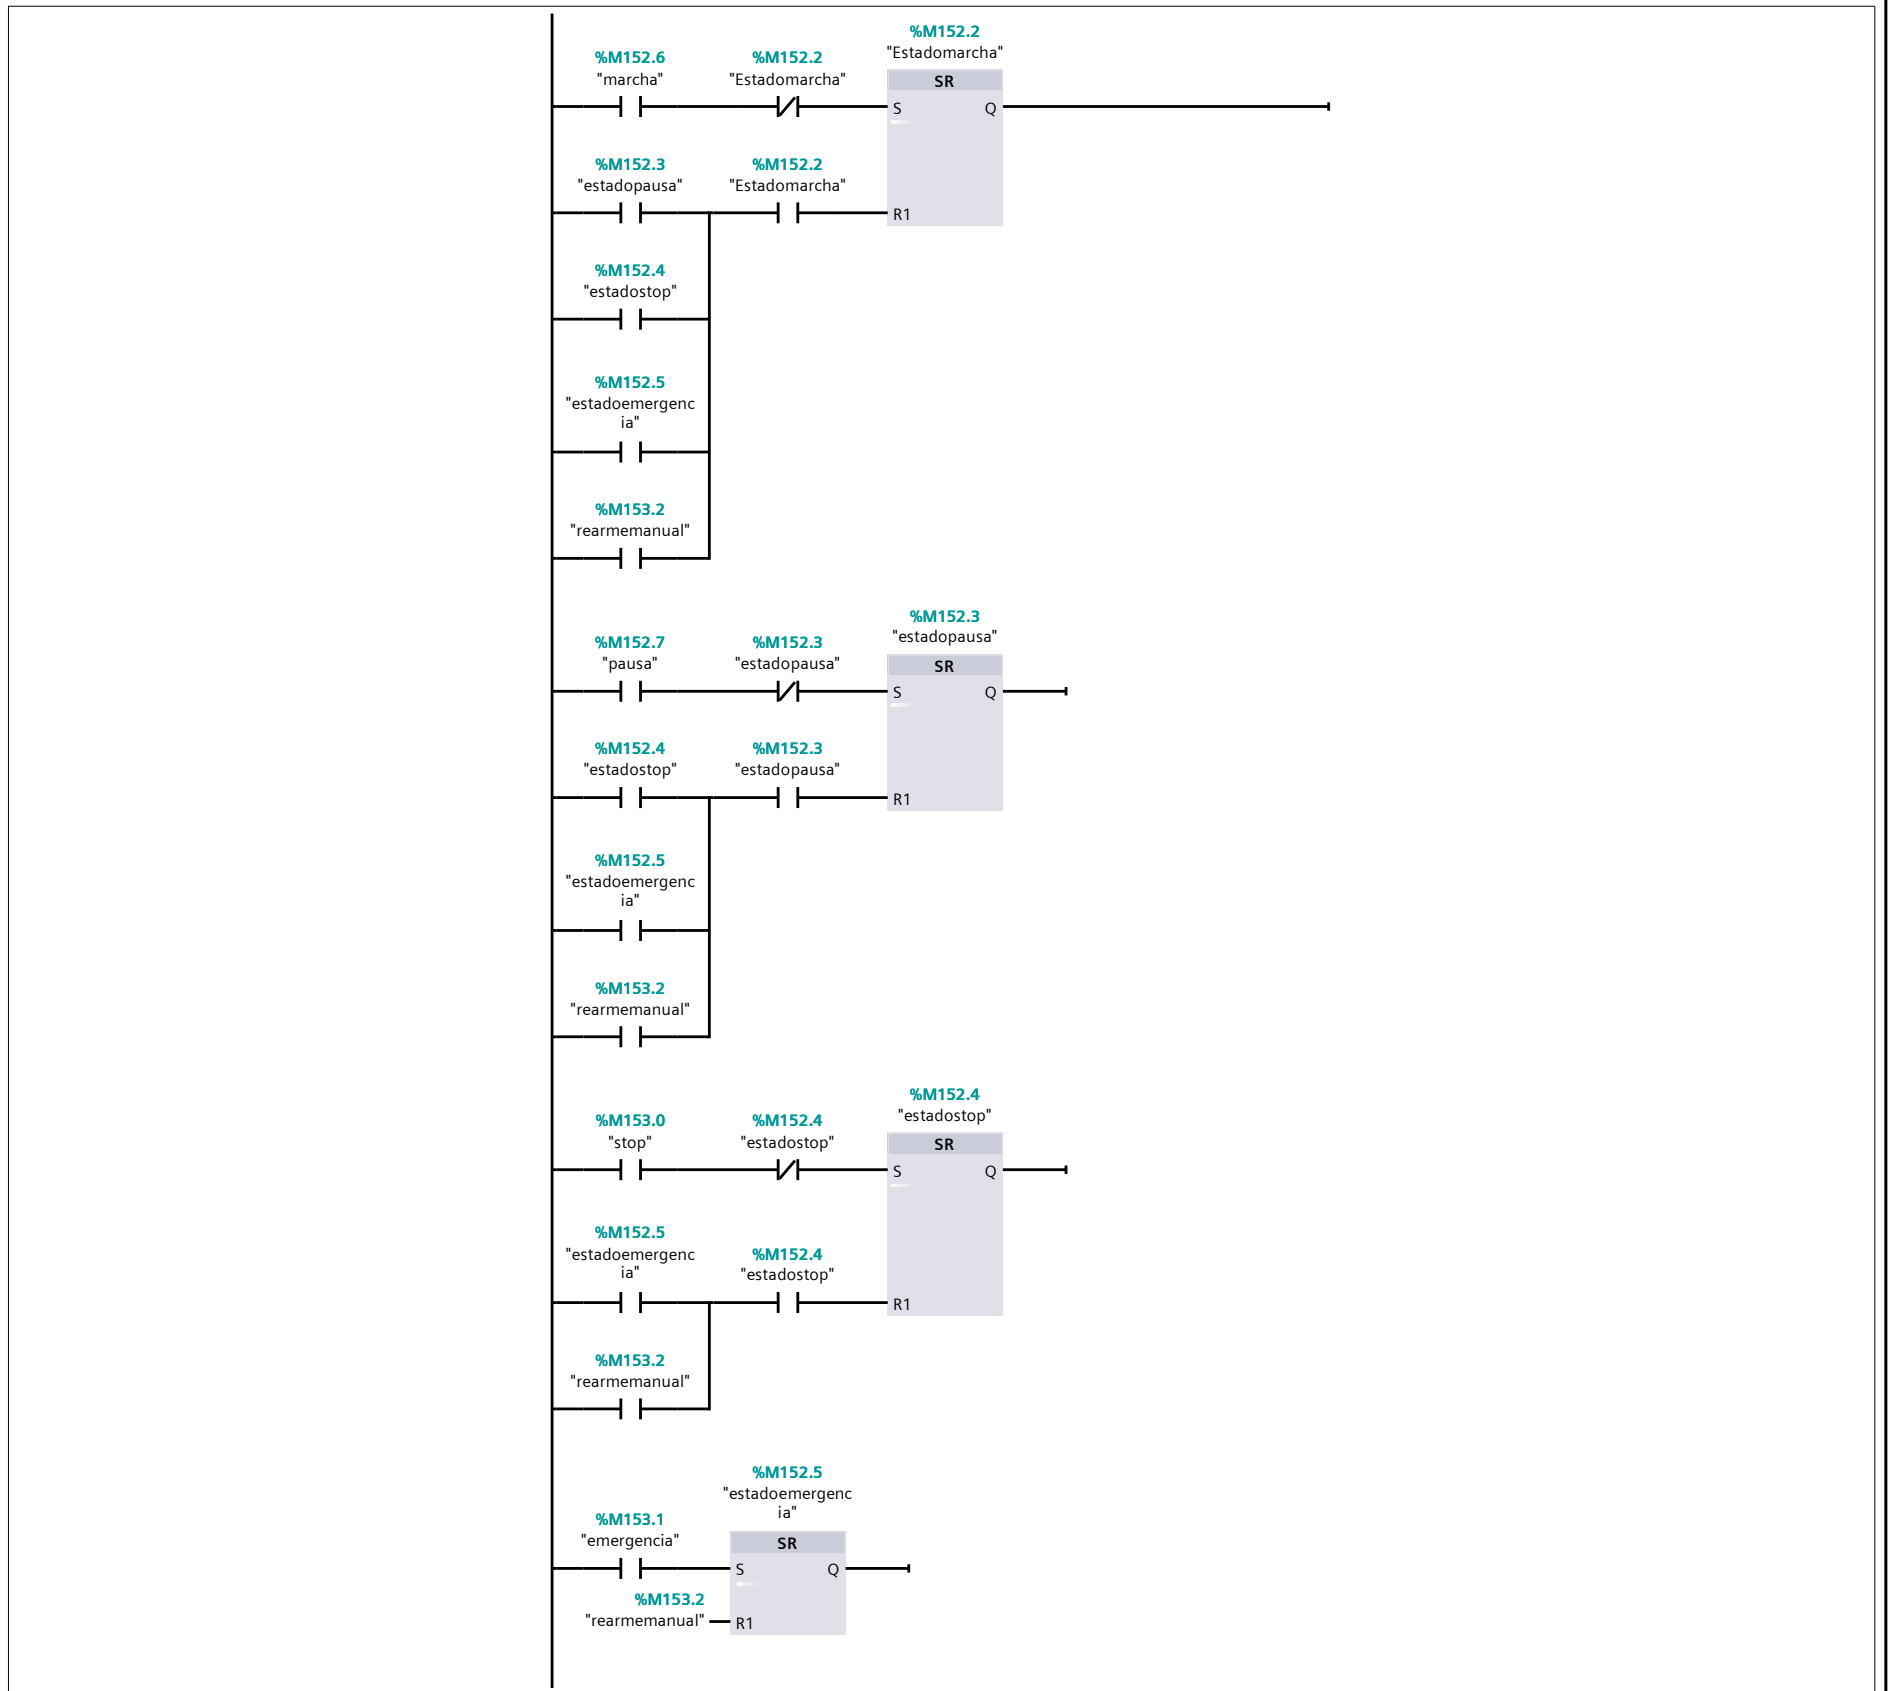 %M152.2
"Estadomarcha"
%M152.6
"marcha"
%M152.2
"Estadomarcha"
SR
S
Q
%M152.3
"estadopausa"
%M152.2
"Estadomarcha"
R1
%M152.4
"estadostop"
%M152.5
"estadoemergenc
ia"
%M153.2
"rearmemanual"
%M152.3
"estadopausa"
%M152.7
"pausa"
%M152.3
"estadopausa"
SR
S
Q
%M152.4
"estadostop"
%M152.3
"estadopausa"
R1
%M152.5
"estadoemergenc
ia"
%M153.2
"rearmemanual"
%M152.4
"estadostop"
%M153.0
"stop"
%M152.4
"estadostop"
SR
S
Q
%M152.5
"estadoemergenc
ia"
%M152.4
"estadostop"
R1
%M153.2
"rearmemanual"
%M152.5
"estadoemergenc
ia"
%M153.1
"emergencia"
SR
S
Q
%M153.2
"rearmemanual"
R1